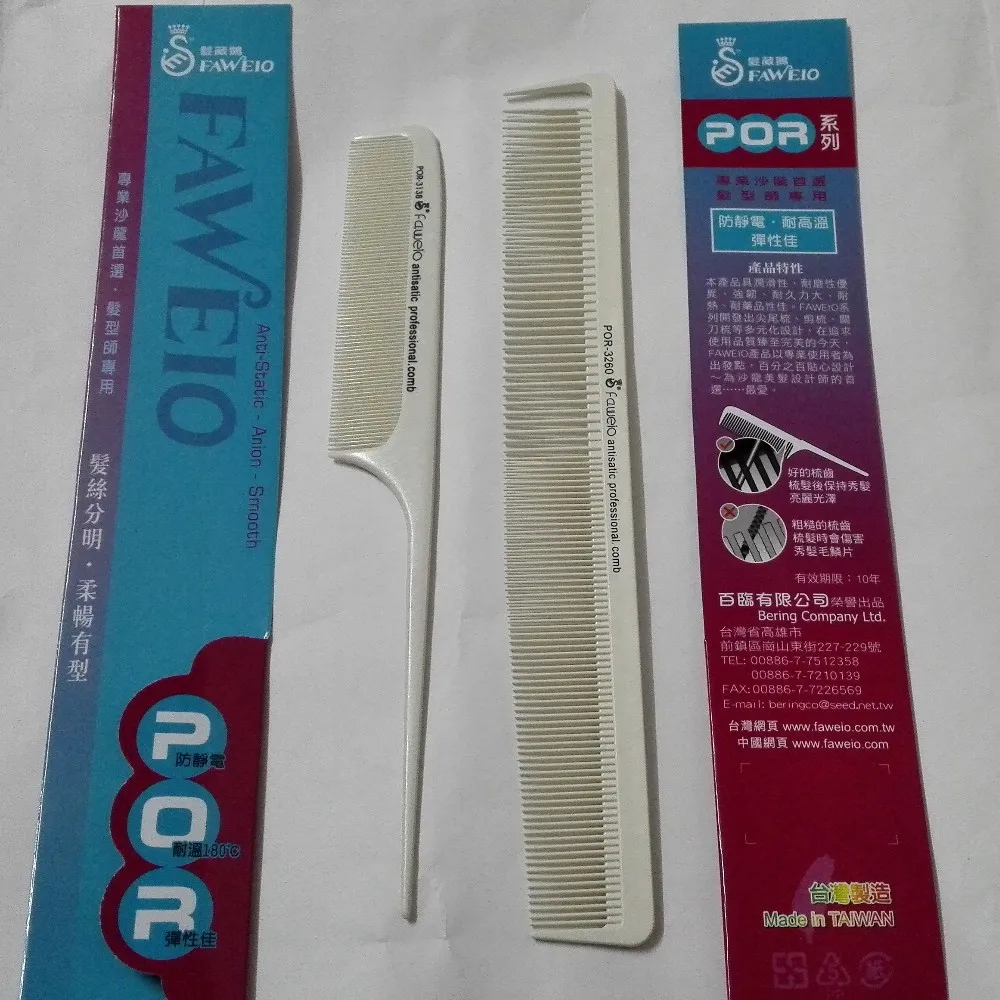 髮葳鷗
FAWEIO
FAWEIO
專業沙龍首選·髮型師專用
Anti-Static - Anion - Smooth
髮絲分明·柔暢有型
P
防靜電
O
耐溫180℃
R
彈性佳
POR-3138 Faweio antisatic professional.comb
POR-3260 Faweio antisatic professional.comb
髮葳鷗
FAWEIO
POR系列
專業沙龍首選
髮型師專用
防靜電·耐高溫
彈性佳
產品特性
本產品具潤滑性、耐磨性優
異、強韌、耐久力大、耐
熱、耐藥品性佳。FAWEIO系
列開發出尖尾梳、剪梳、關
刀梳等多元化設計，在追求
使用品質臻至完美的今天，
FAWEIO產品以專業使用者為
出發點，百分之百貼心設計
～為沙龍美髮設計師的首
選……最愛。
好的梳齒
梳髮後保持秀髮
亮麗光澤
粗糙的梳齒
梳髮時會傷害
秀髮毛鱗片
有效期限：10年
百臨有限公司榮譽出品
Bering Company Ltd.
台灣省高雄市
前鎮區崗山東街227-229號
TEL: 00886-7-7512358
00886-7-7210139
FAX: 00886-7-7226569
E-mail: beringco@seed.net.tw
台灣網頁 www.faweio.com.tw
中國網頁 www.faweio.com
台灣製造
Made in TAIWAN